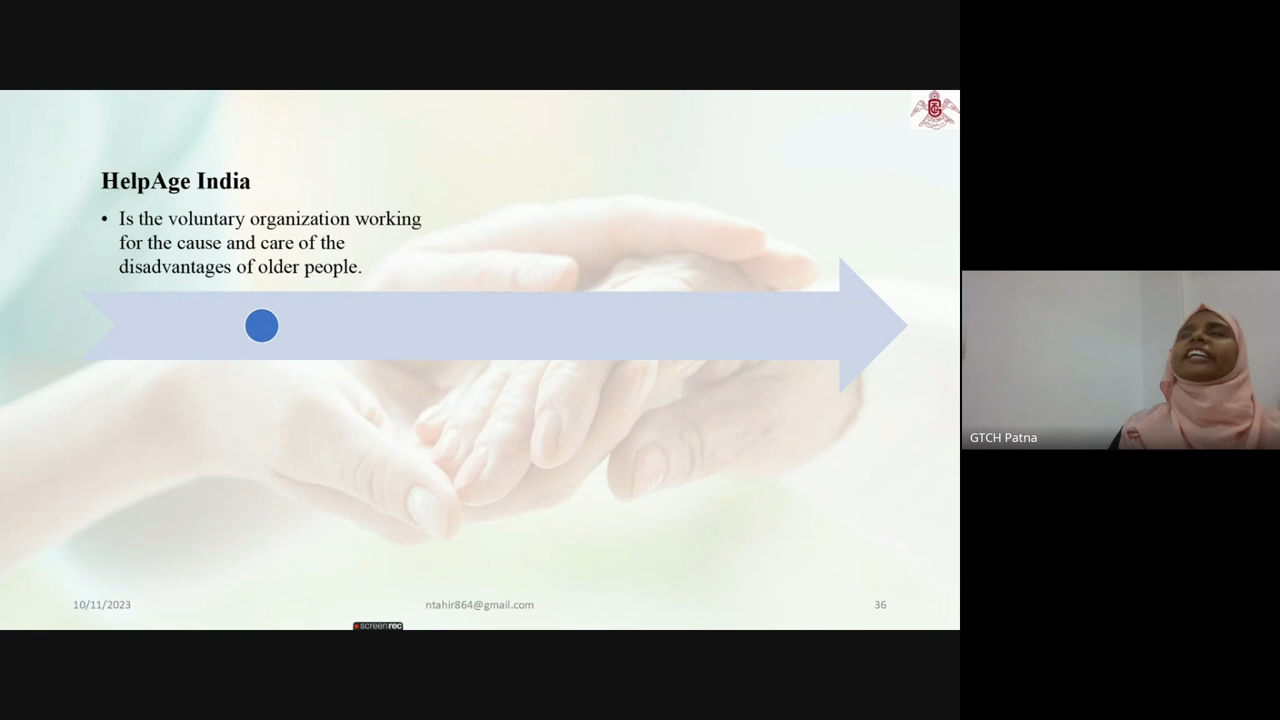 HelpAge India
• Is the voluntary organization working
for the cause and care of the
disadvantages of older people.
GTCH Patna
10/11/2023
ntahir864@gmail.com
36
screenrec